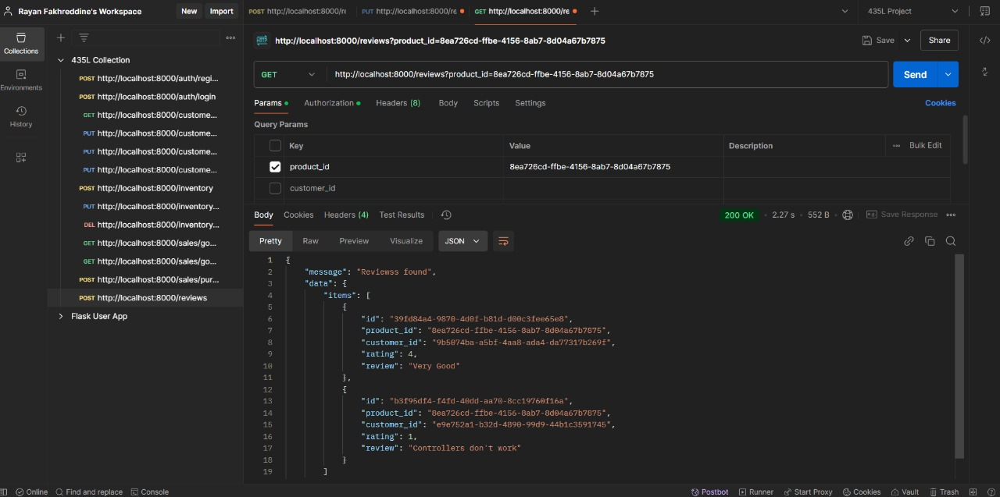 Rayan Fakhreddine's Workspace
New
Import
POST http://localhost:8000/re
PUT http://localhost:8000/re
GET http://localhost:8000/re
435L Project
Collections
Environments
History
435L Collection
POST http://localhost:8000/auth/regi...
POST http://localhost:8000/auth/login
GET http://localhost:8000/custome...
PUT http://localhost:8000/custome...
PUT http://localhost:8000/custome...
PUT http://localhost:8000/custome...
POST http://localhost:8000/inventory
PUT http://localhost:8000/inventory...
DEL http://localhost:8000/inventory...
GET http://localhost:8000/sales/go...
GET http://localhost:8000/sales/go...
POST http://localhost:8000/sales/pur...
POST http://localhost:8000/reviews
Flask User App
HTTP http://localhost:8000/reviews?product_id=8ea726cd-ffbe-4156-8ab7-8d04a67b7875
Save
Share
GET http://localhost:8000/reviews?product_id=8ea726cd-ffbe-4156-8ab7-8d04a67b7875
Send
Params Authorization Headers (8) Body Scripts Settings Cookies
Query Params
Key Value Description Bulk Edit
product_id 8ea726cd-ffbe-4156-8ab7-8d04a67b7875
customer_id
Body Cookies Headers (4) Test Results 200 OK 2.27 s 552 B Save Response
Pretty Raw Preview Visualize JSON
1 {
2 "message": "Reviewss found",
3 "data": {
4 "items": [
5 {
6 "id": "39fd84a4-9870-4d0f-b81d-d00c3fee65e8",
7 "product_id": "8ea726cd-ffbe-4156-8ab7-8d04a67b7875",
8 "customer_id": "9b5074ba-a5bf-4aa8-ada4-da77317b269f",
9 "rating": 4,
10 "review": "Very Good"
11 },
12 {
13 "id": "b3f95df4-f4fd-40dd-aa70-8cc19760f16a",
14 "product_id": "8ea726cd-ffbe-4156-8ab7-8d04a67b7875",
15 "customer_id": "e9e752a1-b32d-4890-99d9-44b1c3591745",
16 "rating": 1,
17 "review": "Controllers don't work"
18 }
19 ]
Online Find and replace Console Postbot Runner Start Proxy Cookies Vault Trash